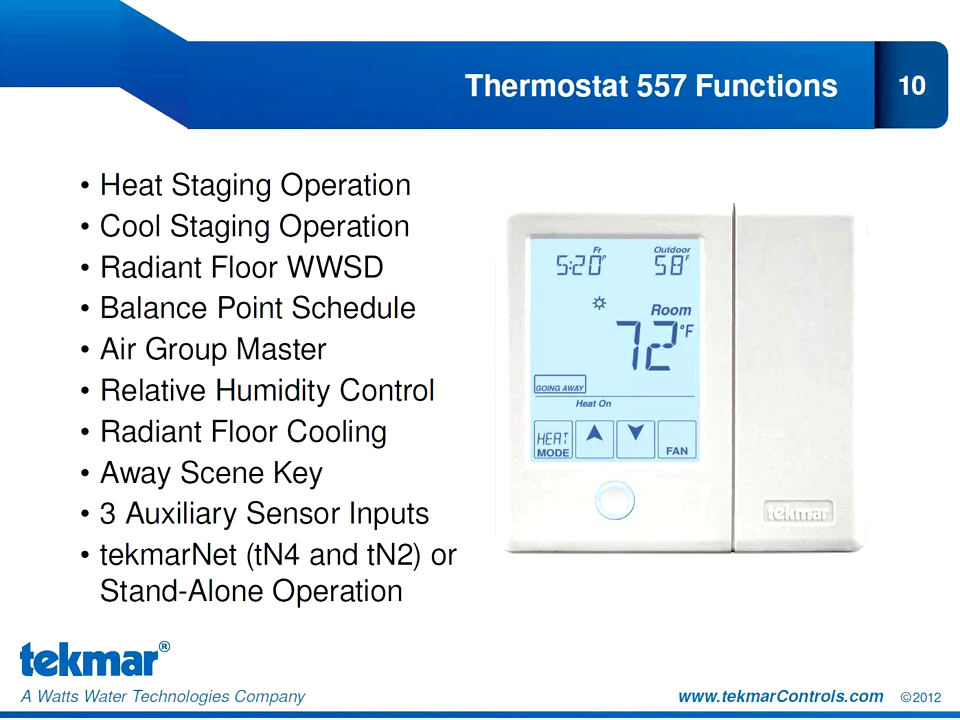 Thermostat 557 Functions
10
• Heat Staging Operation
• Cool Staging Operation
• Radiant Floor WWSD
• Balance Point Schedule
• Air Group Master
• Relative Humidity Control
• Radiant Floor Cooling
• Away Scene Key
• 3 Auxiliary Sensor Inputs
• tekmarNet (tN4 and tN2) or
Stand-Alone Operation
Fr
Outdoor
5:20P
58°F
Room
72°F
GOING AWAY
Heat On
HEAT
MODE
FAN
tekmar
tekmar®
A Watts Water Technologies Company
www.tekmarControls.com
©2012